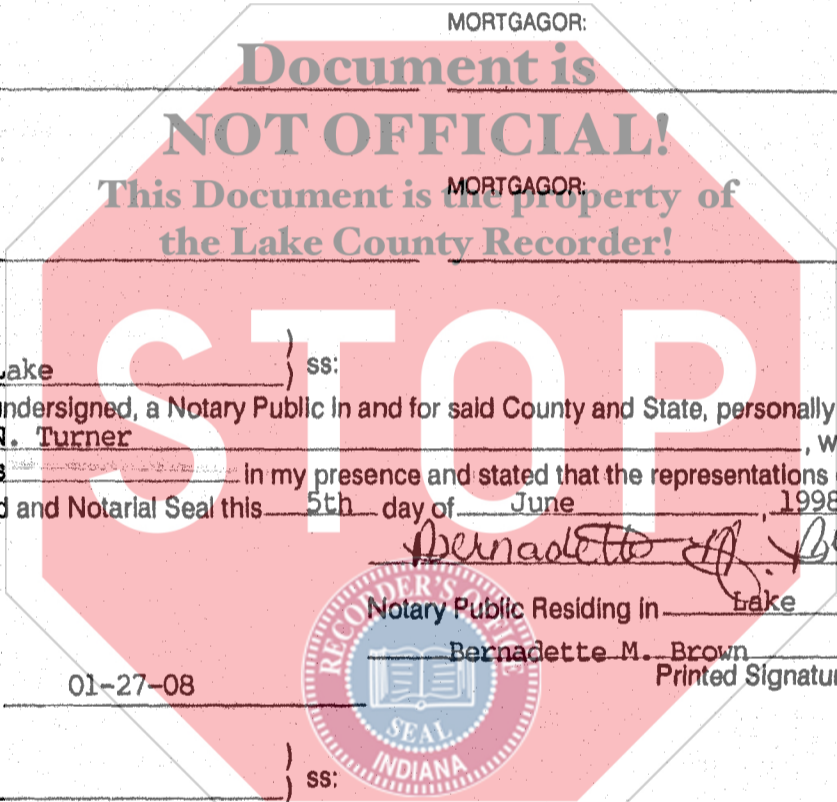 MORTGAGOR:
Document is
NOT OFFICIAL!
This Document is the property of
MORTGAGOR:
the Lake County Recorder!
STOP
Lake ss:
undersigned, a Notary Public in and for said County and State, personally
N. Turner , w
s in my presence and stated that the representations
d and Notarial Seal this 5th day of June , 1998
Bernadette M. B
Notary Public Residing in Lake
Bernadette M. Brown
Printed Signatur
01-27-08
RECORDER'S OFFICE
SEAL
INDIANA
ss: